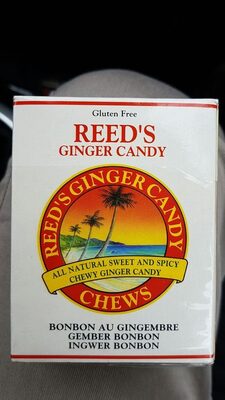 Gluten Free
REED'S
GINGER CANDY
REED'S GINGER CANDY
ALL NATURAL SWEET AND SPICY
CHEWY GINGER CANDY
CHEWS
BONBON AU GINGEMBRE
GEMBER BONBON
INGWER BONBON